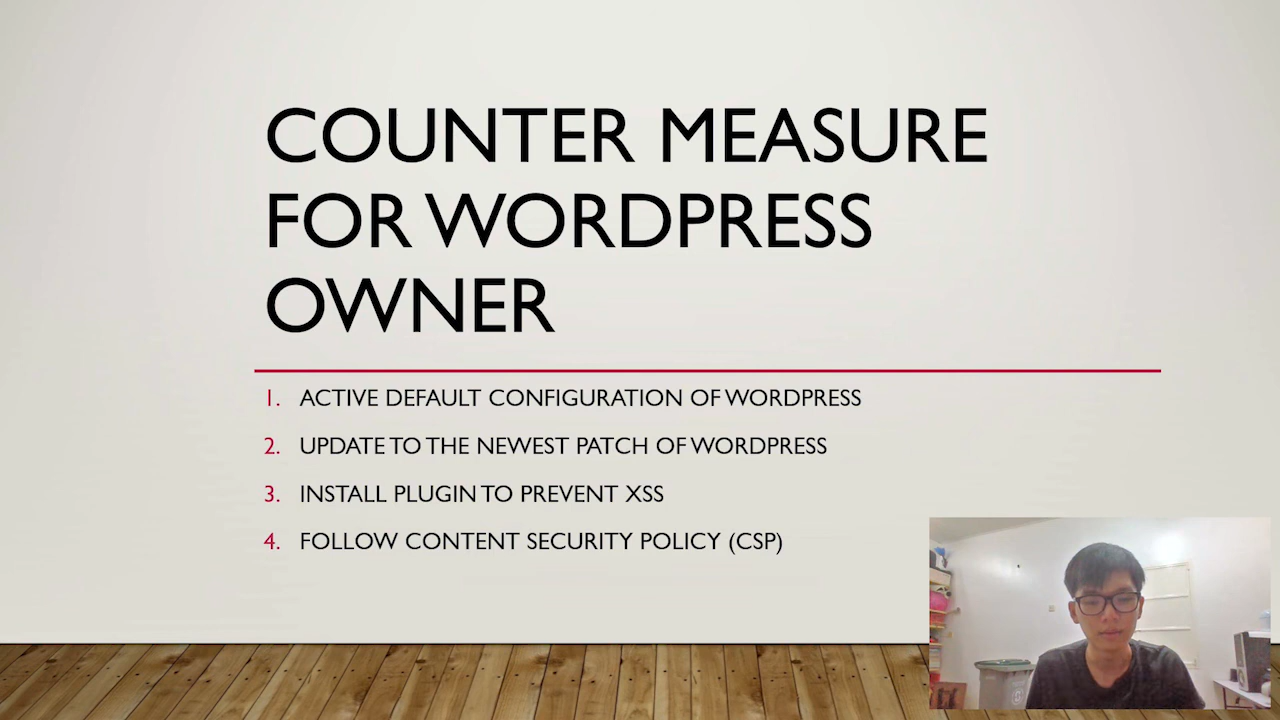 COUNTER MEASURE
FOR WORDPRESS
OWNER
1. ACTIVE DEFAULT CONFIGURATION OF WORDPRESS
2. UPDATE TO THE NEWEST PATCH OF WORDPRESS
3. INSTALL PLUGIN TO PREVENT XSS
4. FOLLOW CONTENT SECURITY POLICY (CSP)